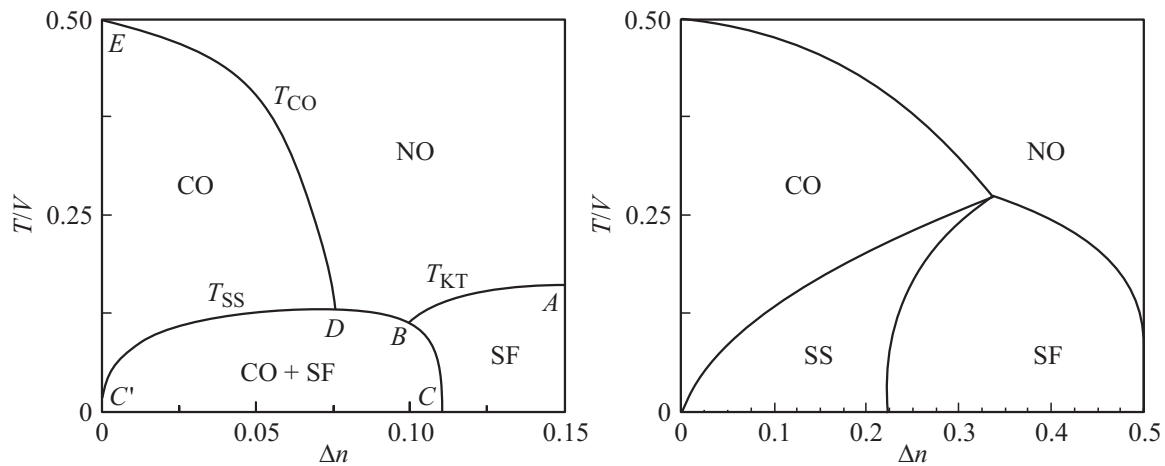 0.50
E
T_CO
NO
CO
T/V
0.25
T_SS
T_KT
D
B
A
CO + SF
SF
C'
C
0
0
0.05
0.10
0.15
Δn
0.50
NO
CO
T/V
0.25
SS
SF
0
0
0.1
0.2
0.3
0.4
0.5
Δn